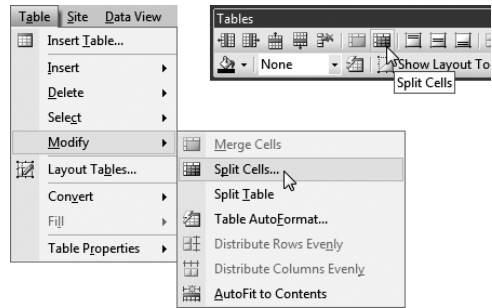 Table Site Data View
Insert Table...
Insert
Delete
Select
Modify
Layout Tables...
Convert
Fill
Table Properties
Merge Cells
Split Cells...
Split Table
Table AutoFormat...
Distribute Rows Evenly
Distribute Columns Evenly
AutoFit to Contents
Tables
None
Show Layout To
Split Cells